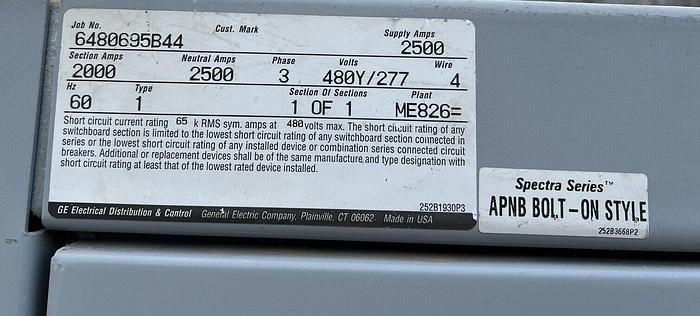 Job No. Cust. Mark Supply Amps
6480695B44 2500
Section Amps Neutral Amps Phase Volts Wire
2000 2500 3 480Y/277 4
Hz Type Section Of Sections Plant
60 1 1 OF 1 ME826=
Short circuit current rating 65 k RMS sym. amps at 480 volts max. The short circuit rating of any
switchboard section is limited to the lowest short circuit rating of any switchboard section connected in
series or the lowest short circuit rating of any installed device or combination series connected circuit
breakers. Additional or replacement devices shall be of the same manufacture, and type designation with
short circuit rating at least that of the lowest rated device installed.
252B1930P3
GE Electrical Distribution & Control General Electric Company, Plainville, CT 06062 Made in USA
Spectra Series™
APNB BOLT-ON STYLE
252B3668P2